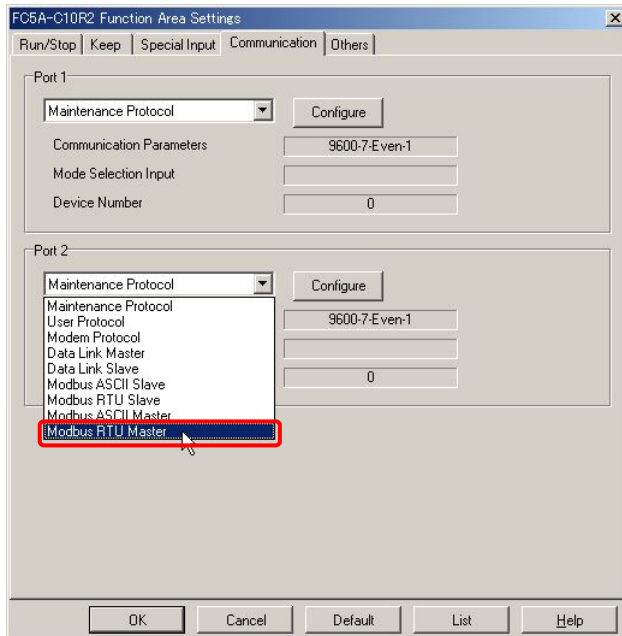 FC5A-C10R2 Function Area Settings
Run/Stop Keep Special Input Communication Others
Port 1
Maintenance Protocol Configure
Communication Parameters 9600-7-Even-1
Mode Selection Input
Device Number 0
Port 2
Maintenance Protocol Configure
Maintenance Protocol
User Protocol 9600-7-Even-1
Modem Protocol
Data Link Master
Data Link Slave 0
Modbus ASCII Slave
Modbus RTU Slave
Modbus ASCII Master
Modbus RTU Master
OK Cancel Default List Help